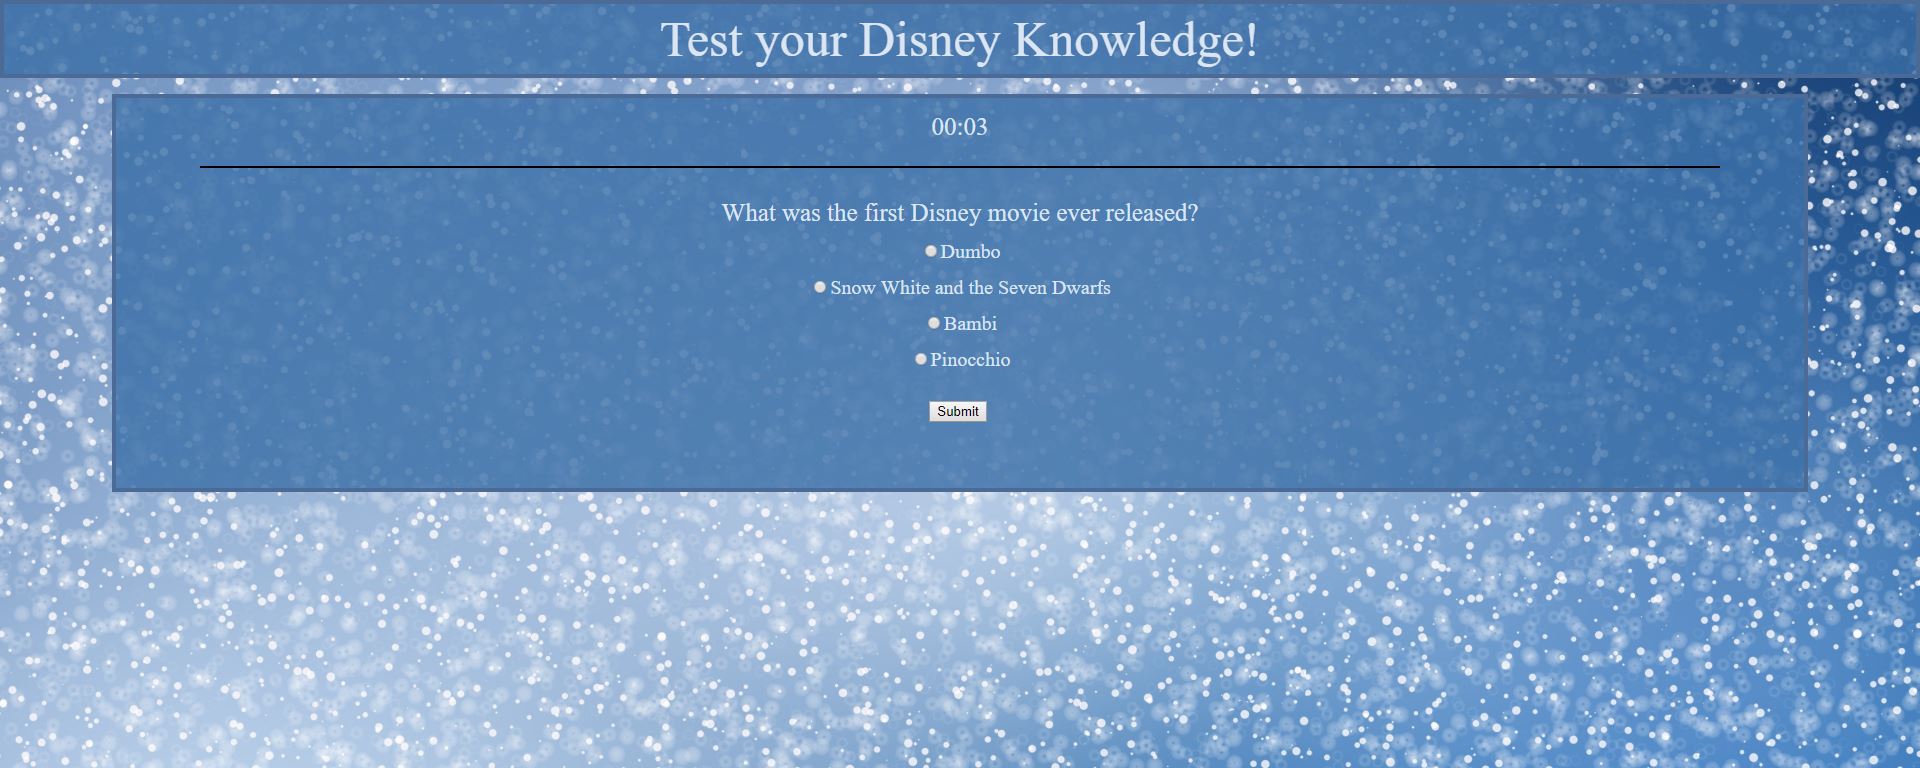 Test your Disney Knowledge!
00:03
What was the first Disney movie ever released?
Dumbo
Snow White and the Seven Dwarfs
Bambi
Pinocchio
Submit